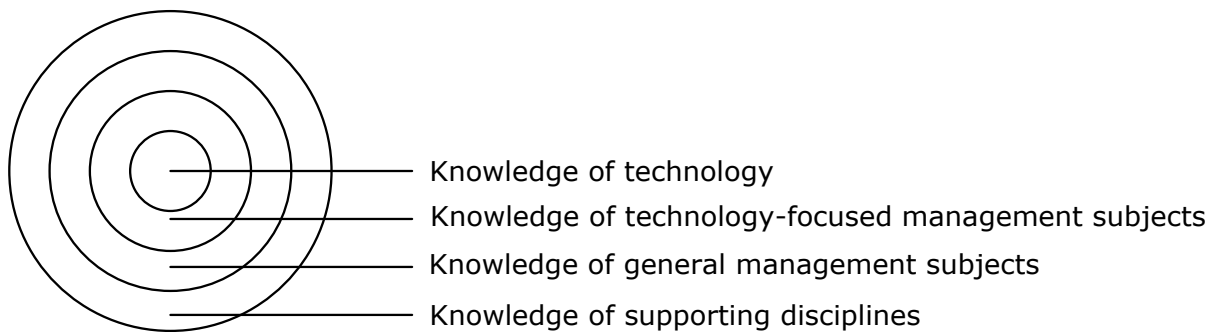 Knowledge of technology
Knowledge of technology-focused management subjects
Knowledge of general management subjects
Knowledge of supporting disciplines